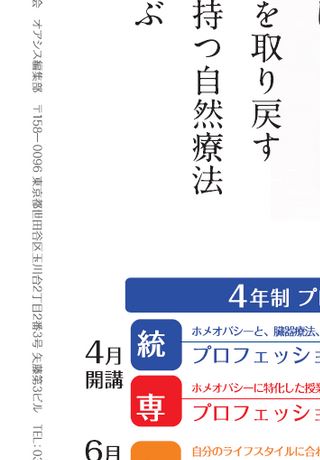 を取り戻す
持つ自然療法
ぶ
会 オアシス編集部 〒158−0096 東京都世田谷区玉川台2丁目2番3号 矢藤第3ビル TEL:03
4年制 プロ
4月
開講
統
ホメオパシーと、臓器療法、
プロフェッショ
専
ホメオパシーに特化した授業
プロフェッショ
6月
自分のライフスタイルに合わ